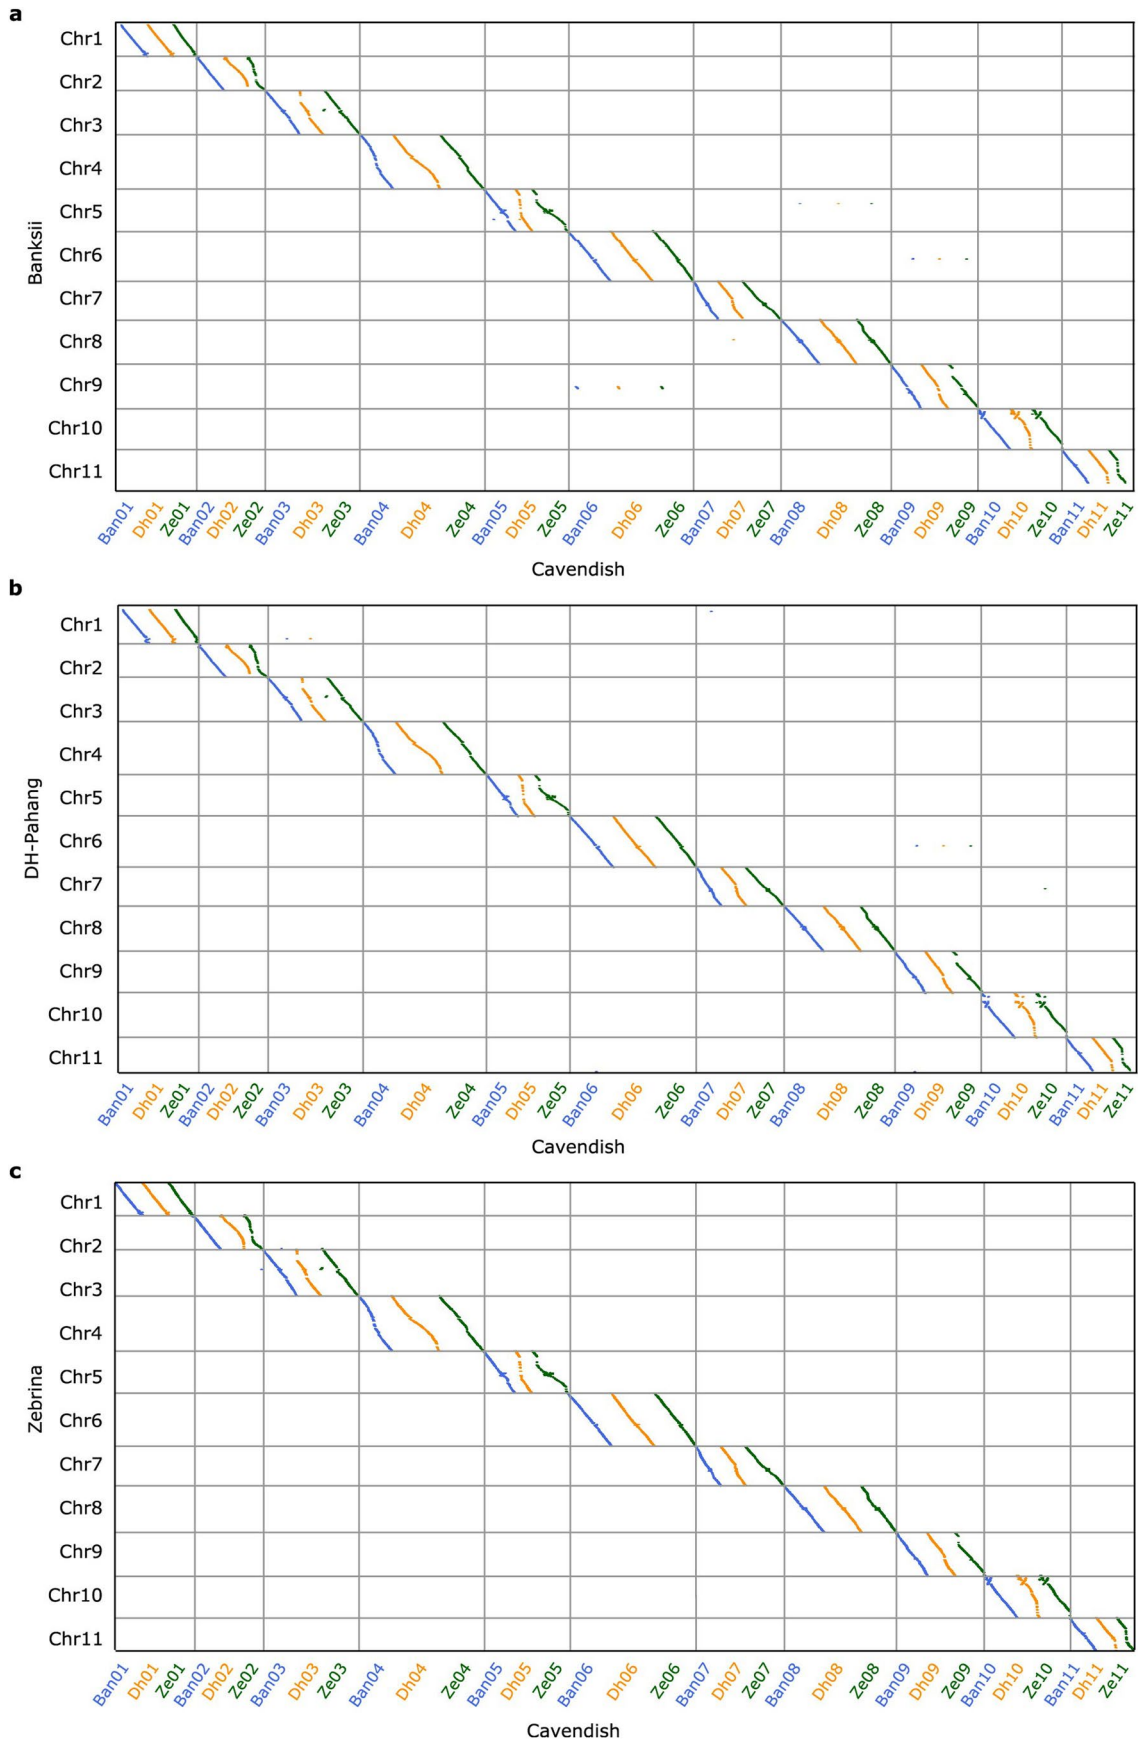 a
Chr1
Chr2
Chr3
Chr4
Chr5
Chr6
Chr7
Chr8
Chr9
Chr10
Chr11
Banksii
Ban01 Dh01 Ze01 Ban02 Dh02 Ze02 Ban03 Dh03 Ze03 Ban04 Dh04 Ze04 Ban05 Dh05 Ze05 Ban06 Dh06 Ze06 Ban07 Dh07 Ze07 Ban08 Dh08 Ze08 Ban09 Dh09 Ze09 Ban10 Dh10 Ze10 Ban11 Dh11 Ze11
Cavendish
b
Chr1
Chr2
Chr3
Chr4
Chr5
Chr6
Chr7
Chr8
Chr9
Chr10
Chr11
DH-Pahang
Ban01 Dh01 Ze01 Ban02 Dh02 Ze02 Ban03 Dh03 Ze03 Ban04 Dh04 Ze04 Ban05 Dh05 Ze05 Ban06 Dh06 Ze06 Ban07 Dh07 Ze07 Ban08 Dh08 Ze08 Ban09 Dh09 Ze09 Ban10 Dh10 Ze10 Ban11 Dh11 Ze11
Cavendish
c
Chr1
Chr2
Chr3
Chr4
Chr5
Chr6
Chr7
Chr8
Chr9
Chr10
Chr11
Zebrina
Ban01 Dh01 Ze01 Ban02 Dh02 Ze02 Ban03 Dh03 Ze03 Ban04 Dh04 Ze04 Ban05 Dh05 Ze05 Ban06 Dh06 Ze06 Ban07 Dh07 Ze07 Ban08 Dh08 Ze08 Ban09 Dh09 Ze09 Ban10 Dh10 Ze10 Ban11 Dh11 Ze11
Cavendish